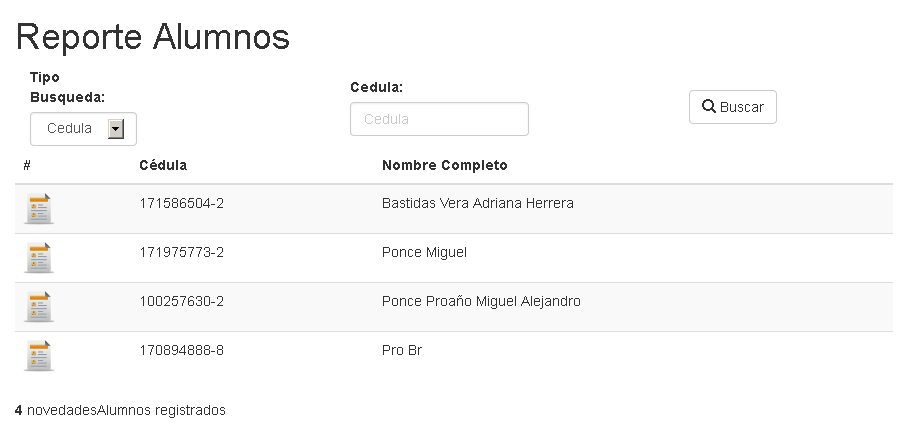 Reporte Alumnos
Tipo
Busqueda:
Cedula:
Cedula
Cedula
Buscar
# Cédula Nombre Completo
171586504-2 Bastidas Vera Adriana Herrera
171975773-2 Ponce Miguel
100257630-2 Ponce Proaño Miguel Alejandro
170894888-8 Pro Br
4 novedadesAlumnos registrados